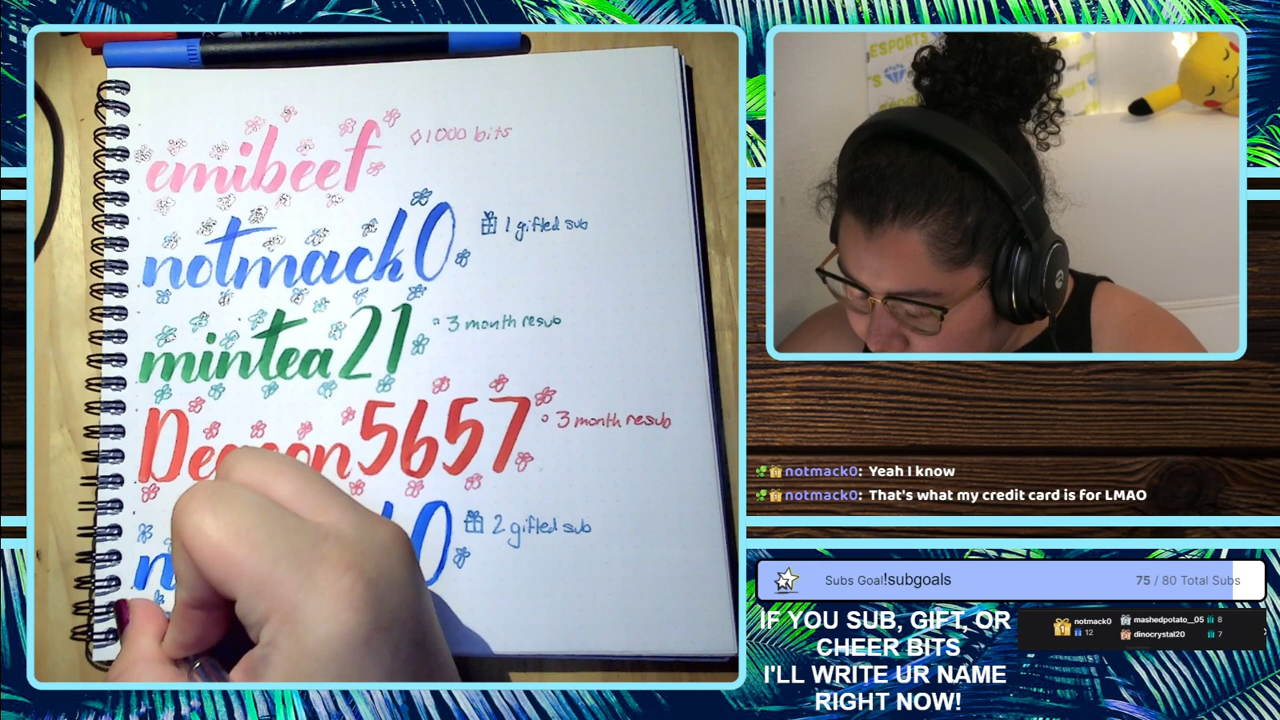 emibeef ◊1000 bits
notmack0 1 gifted sub
mintea21 ° 3 month resub
Deacon5657 ° 3 month resub
2 gifted sub
ESPORTS
notmack0: Yeah I know
notmack0: That's what my credit card is for LMAO
Subs Goal!subgoals 75 / 80 Total Subs
IF YOU SUB, GIFT, OR
CHEER BITS
I'LL WRITE UR NAME
RIGHT NOW!
notmack0 12
mashedpotato_05 8
dinocrystal20 7